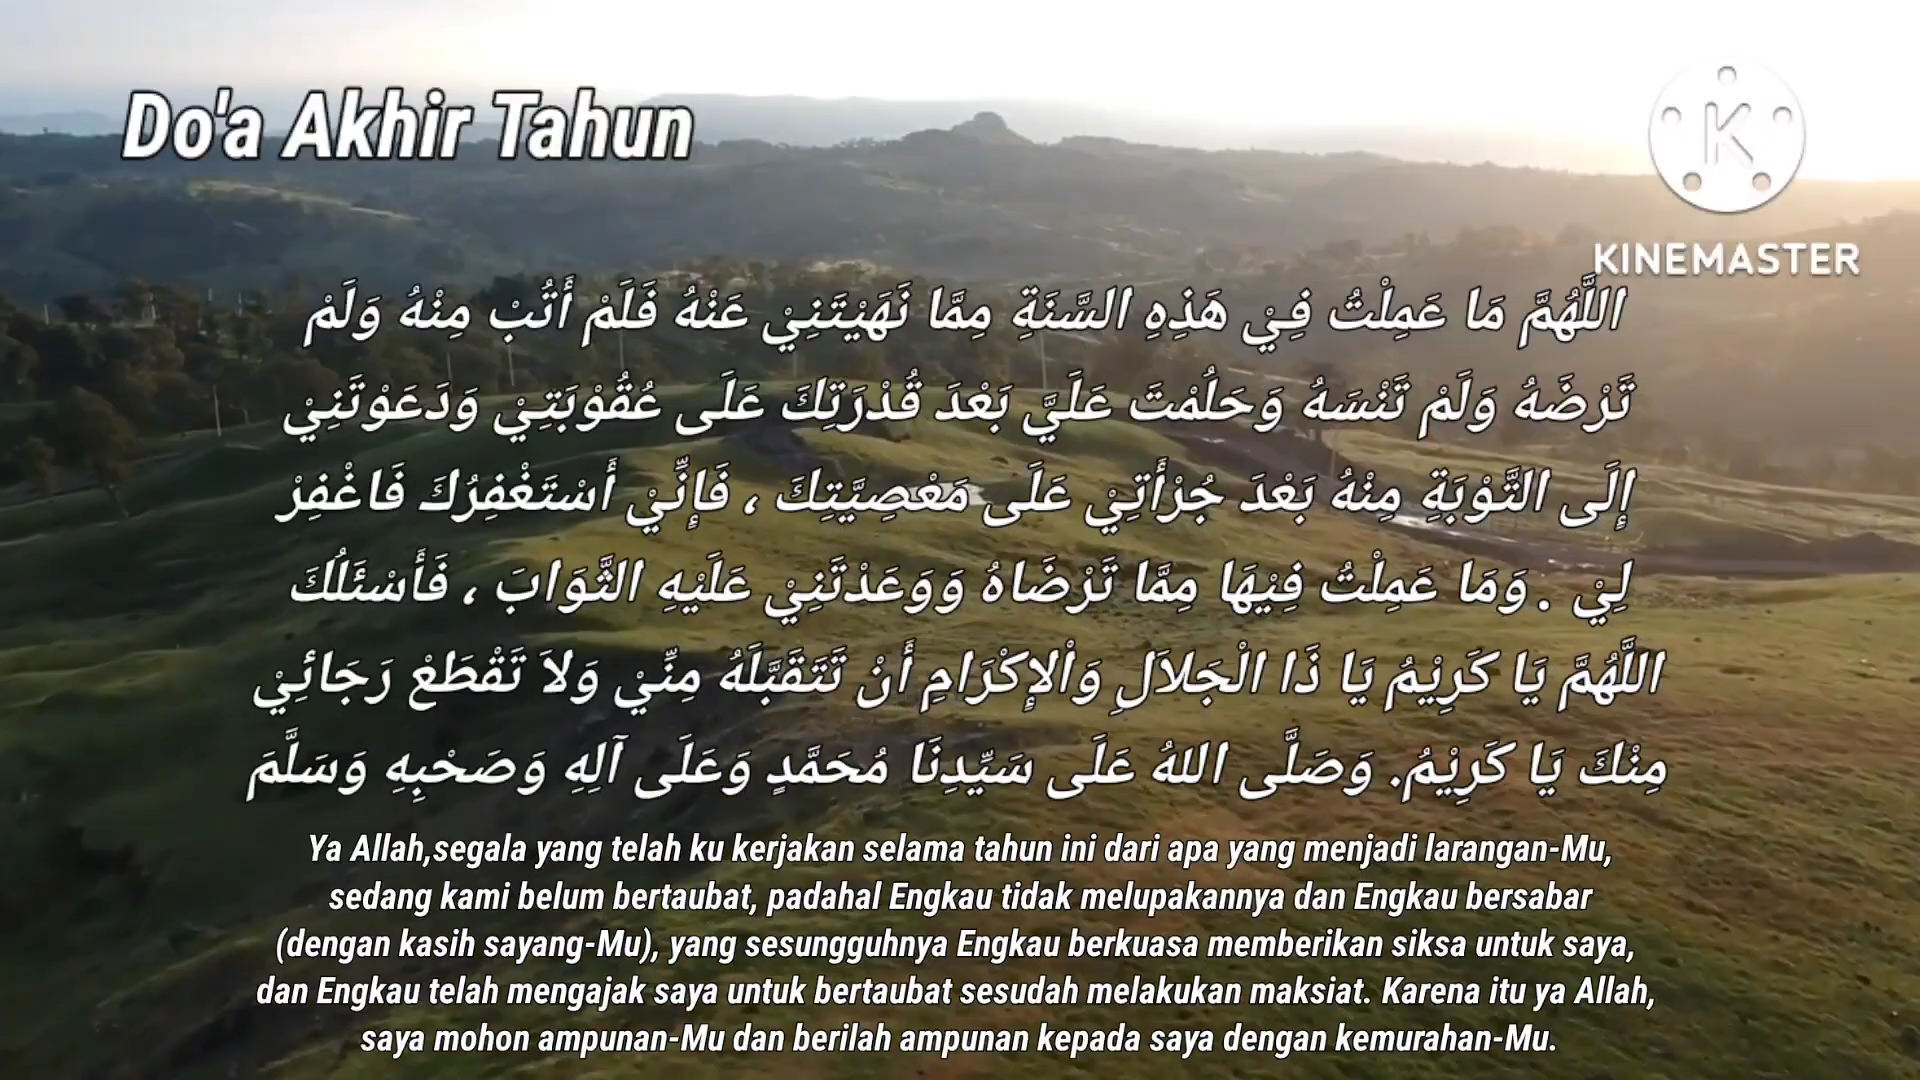 Do'a Akhir Tahun
KINEMASTER
اللَّهُمَّ مَا عَمِلْتُ فِيْ هَذِهِ السَّنَةِ مِمَّا نَهَيْتَنِيْ عَنْهُ فَلَمْ أَتُبْ مِنْهُ وَلَمْ
تَرْضَهُ وَلَمْ تَنْسَهُ وَحَلُمْتَ عَلَيَّ بَعْدَ قُدْرَتِكَ عَلَى عُقُوْبَتِيْ وَدَعَوْتَنِيْ
إِلَى التَّوْبَةِ مِنْهُ بَعْدَ جُرْأَتِيْ عَلَى مَعْصِيَّتِكَ ، فَإِنِّيْ أَسْتَغْفِرُكَ فَاغْفِرْ
لِيْ . وَمَا عَمِلْتُ فِيْهَا مِمَّا تَرْضَاهُ وَوَعَدْتَنِيْ عَلَيْهِ الثَّوَابَ ، فَأَسْئَلُكَ
اللَّهُمَّ يَا كَرِيْمُ يَا ذَا الْجَلاَلِ وَاْلإِكْرَامِ أَنْ تَتَقَبَّلَهُ مِنِّيْ وَلاَ تَقْطَعْ رَجَائِيْ
مِنْكَ يَا كَرِيْمُ. وَصَلَّى اللهُ عَلَى سَيِّدِنَا مُحَمَّدٍ وَعَلَى آلِهِ وَصَحْبِهِ وَسَلَّمَ
Ya Allah,segala yang telah ku kerjakan selama tahun ini dari apa yang menjadi larangan-Mu,
sedang kami belum bertaubat, padahal Engkau tidak melupakannya dan Engkau bersabar
(dengan kasih sayang-Mu), yang sesungguhnya Engkau berkuasa memberikan siksa untuk saya,
dan Engkau telah mengajak saya untuk bertaubat sesudah melakukan maksiat. Karena itu ya Allah,
saya mohon ampunan-Mu dan berilah ampunan kepada saya dengan kemurahan-Mu.